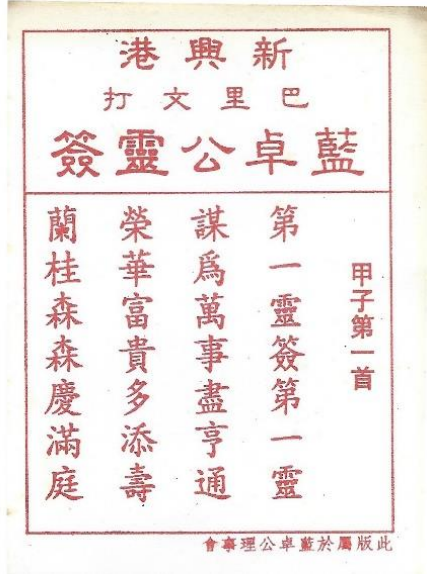 新興港
巴里文打
藍卓公靈簽
甲子第一首
第一靈簽第一靈
謀爲萬事盡亨通
榮華富貴多添壽
蘭桂森森慶滿庭
此版屬於藍卓公理事會